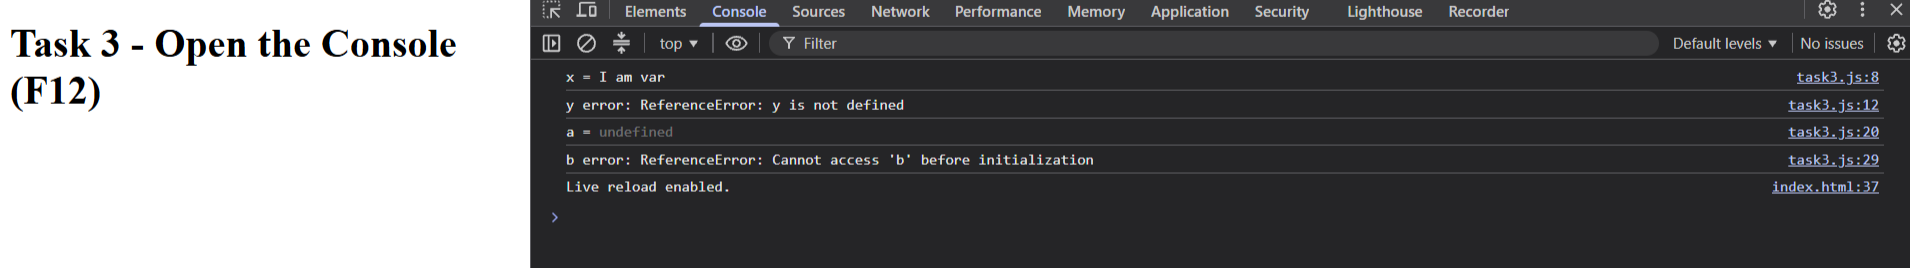 Task 3 - Open the Console
(F12)
Elements Console Sources Network Performance Memory Application Security Lighthouse Recorder
top Filter Default levels No issues
x = I am var task3.js:8
y error: ReferenceError: y is not defined task3.js:12
a = undefined task3.js:20
b error: ReferenceError: Cannot access 'b' before initialization task3.js:29
Live reload enabled. index.html:37